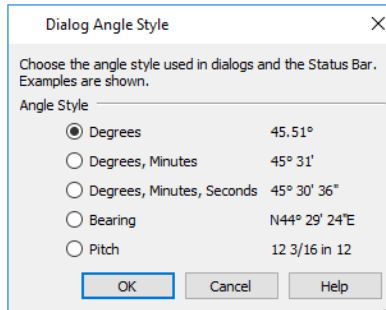 Dialog Angle Style
Choose the angle style used in dialogs and the Status Bar.
Examples are shown.
Angle Style
Degrees 45.51°
Degrees, Minutes 45° 31'
Degrees, Minutes, Seconds 45° 30' 36"
Bearing N44° 29' 24"E
Pitch 12 3/16 in 12
OK Cancel Help